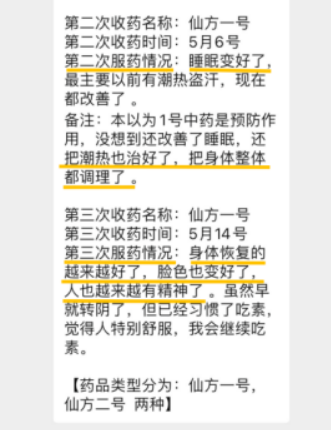 第二次收药名称：仙方一号
第二次收药时间：5月6号
第二次服药情况：睡眠变好了，
最主要以前有潮热盗汗，现在
都改善了。
备注：本以为1号中药是预防作
用，没想到还改善了睡眠，还
把潮热也治好了，把身体整体
都调理了。
第三次收药名称：仙方一号
第三次收药时间：5月14号
第三次服药情况：身体恢复的
越来越好了，脸色也变好了，
人也越来越有精神了。虽然早
就转阴了，但已经习惯了吃素，
觉得人特别舒服，我会继续吃
素。
【药品类型分为：仙方一号，
仙方二号 两种】